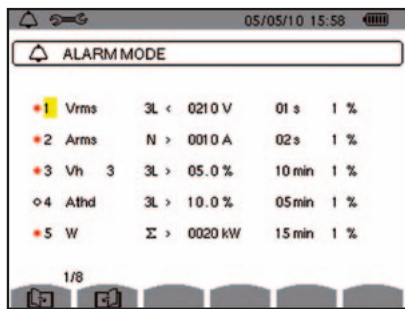 05/05/10 15:58
ALARM MODE
1 Vrms 3L < 0210 V 01 s 1 %
2 Arms N > 0010 A 02 s 1 %
3 Vh 3 3L > 05.0 % 10 min 1 %
4 Athd 3L > 10.0 % 05 min 1 %
5 W Σ > 0020 kW 15 min 1 %
1/8